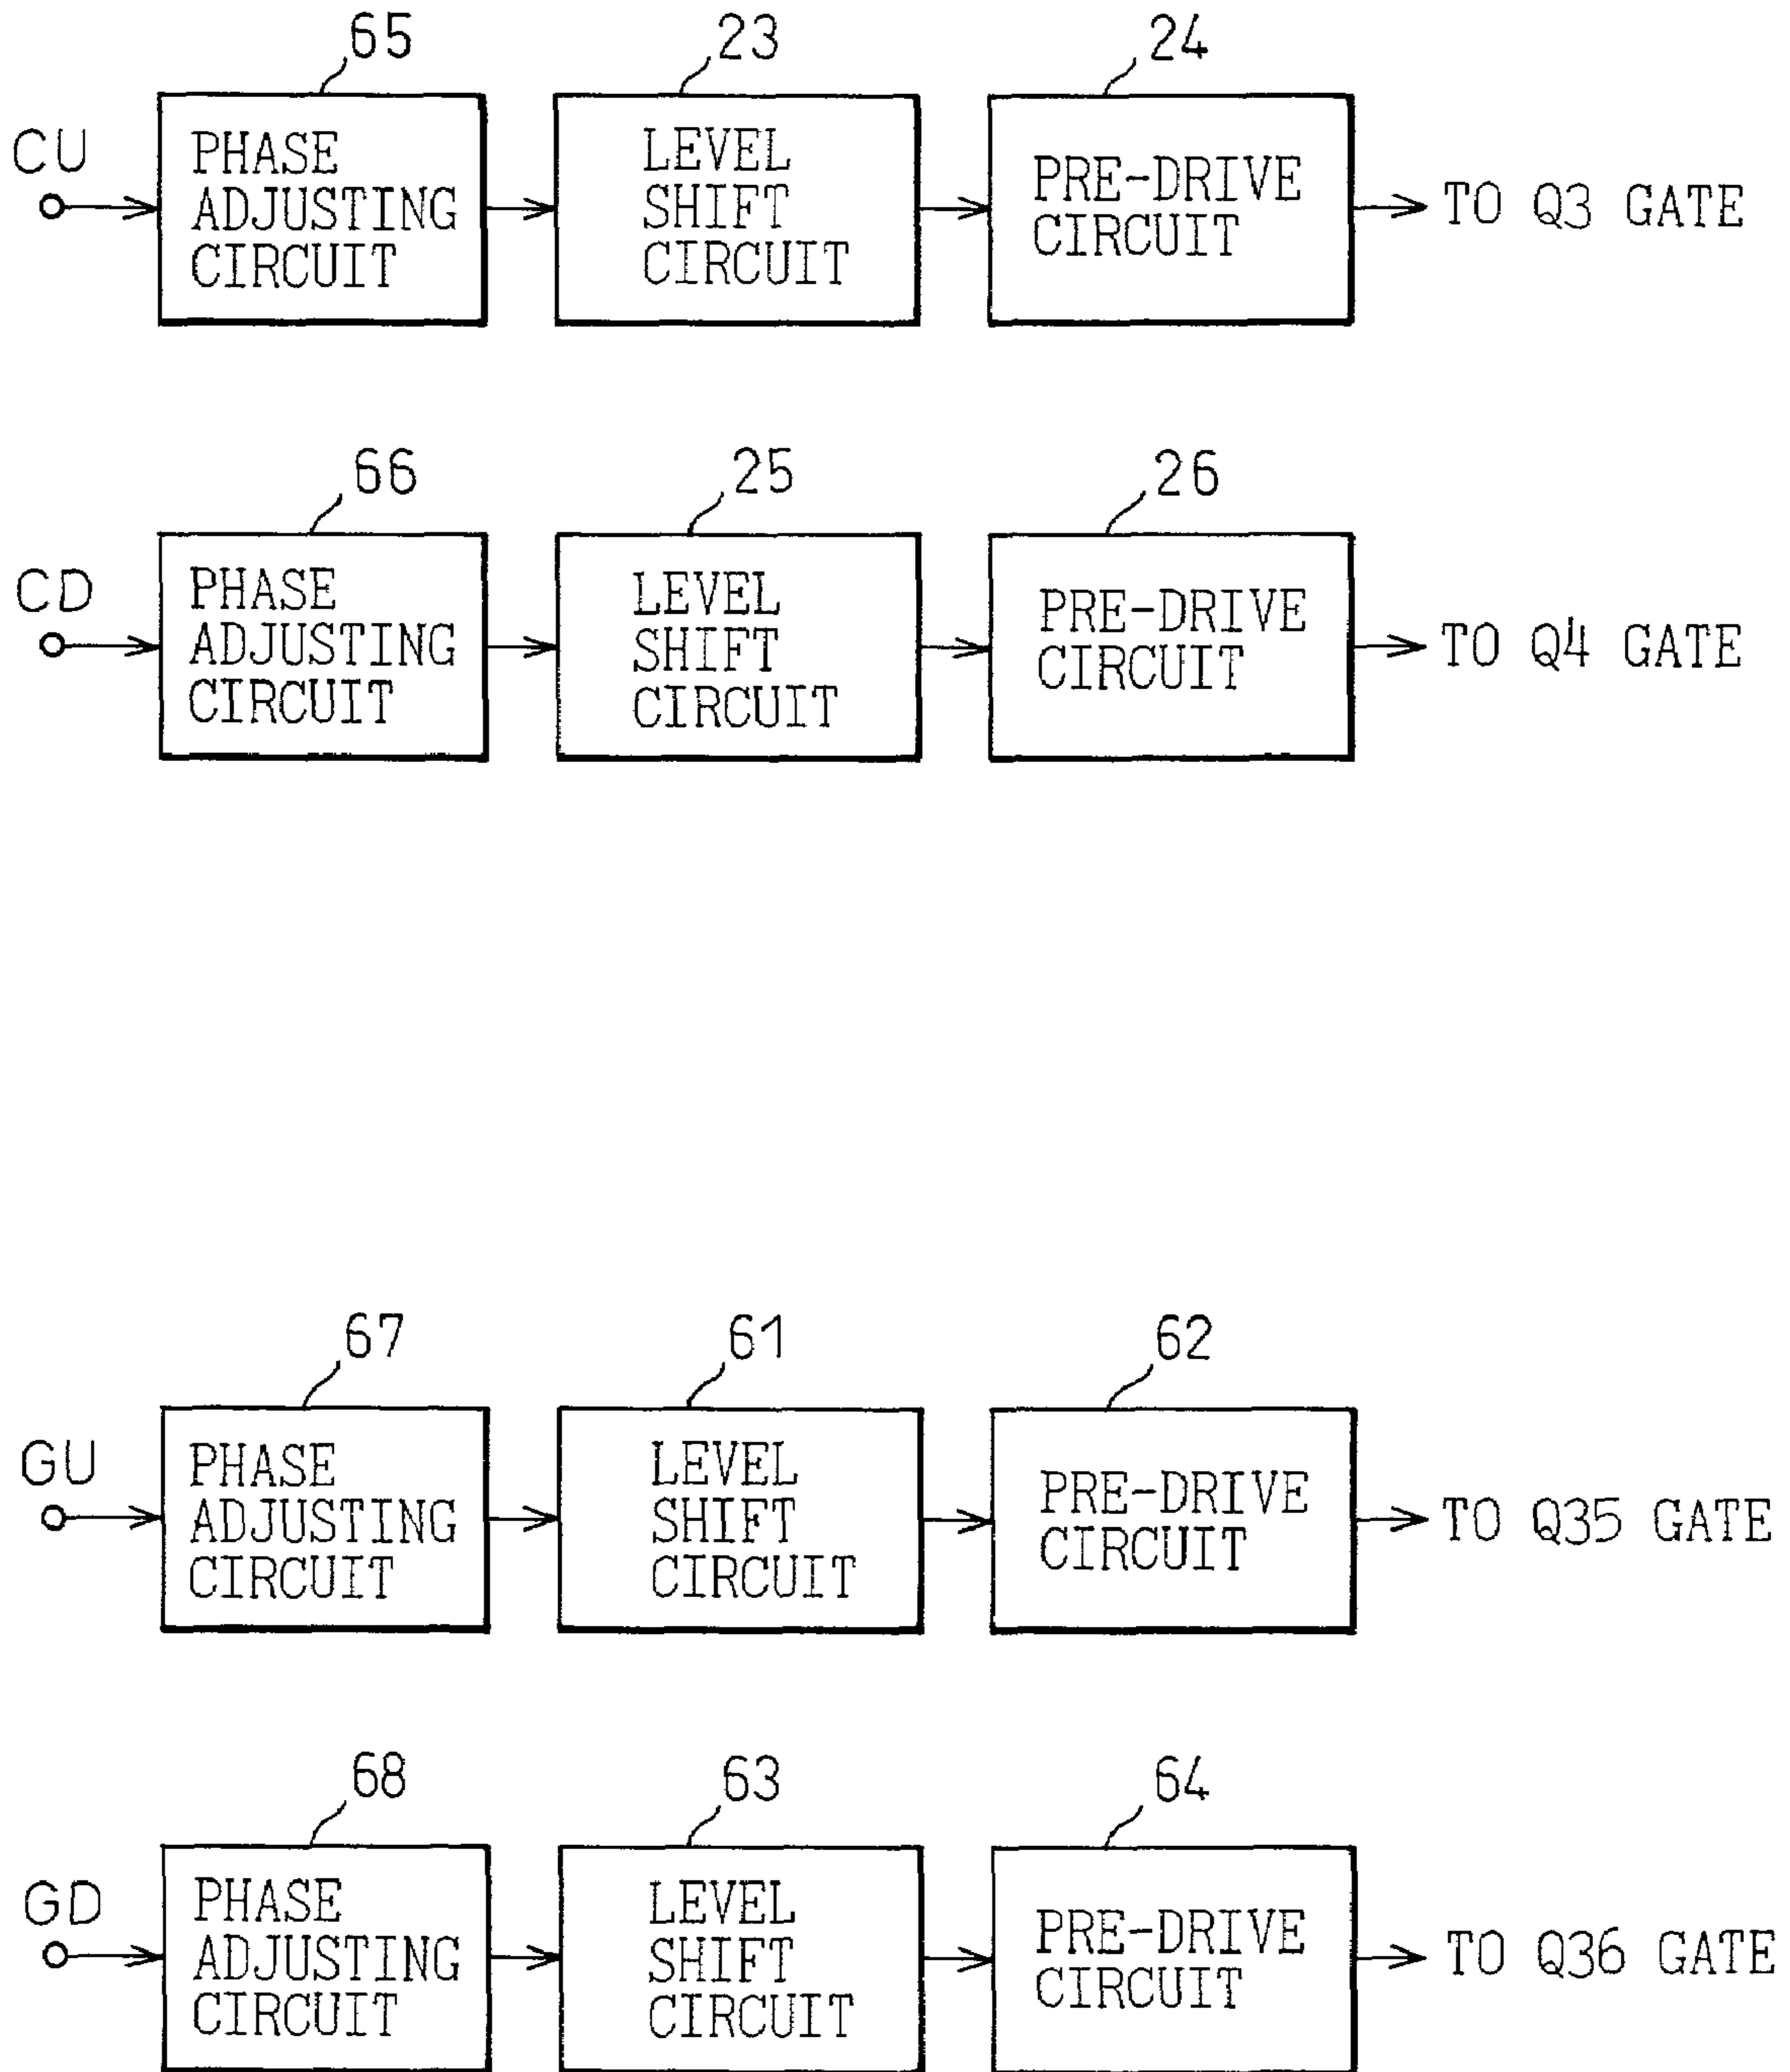 65
23
24
CU
PHASE
ADJUSTING
CIRCUIT
LEVEL
SHIFT
CIRCUIT
PRE-DRIVE
CIRCUIT
TO Q3 GATE
66
25
26
CD
PHASE
ADJUSTING
CIRCUIT
LEVEL
SHIFT
CIRCUIT
PRE-DRIVE
CIRCUIT
TO Q4 GATE
67
61
62
GU
PHASE
ADJUSTING
CIRCUIT
LEVEL
SHIFT
CIRCUIT
PRE-DRIVE
CIRCUIT
TO Q35 GATE
68
63
64
GD
PHASE
ADJUSTING
CIRCUIT
LEVEL
SHIFT
CIRCUIT
PRE-DRIVE
CIRCUIT
TO Q36 GATE